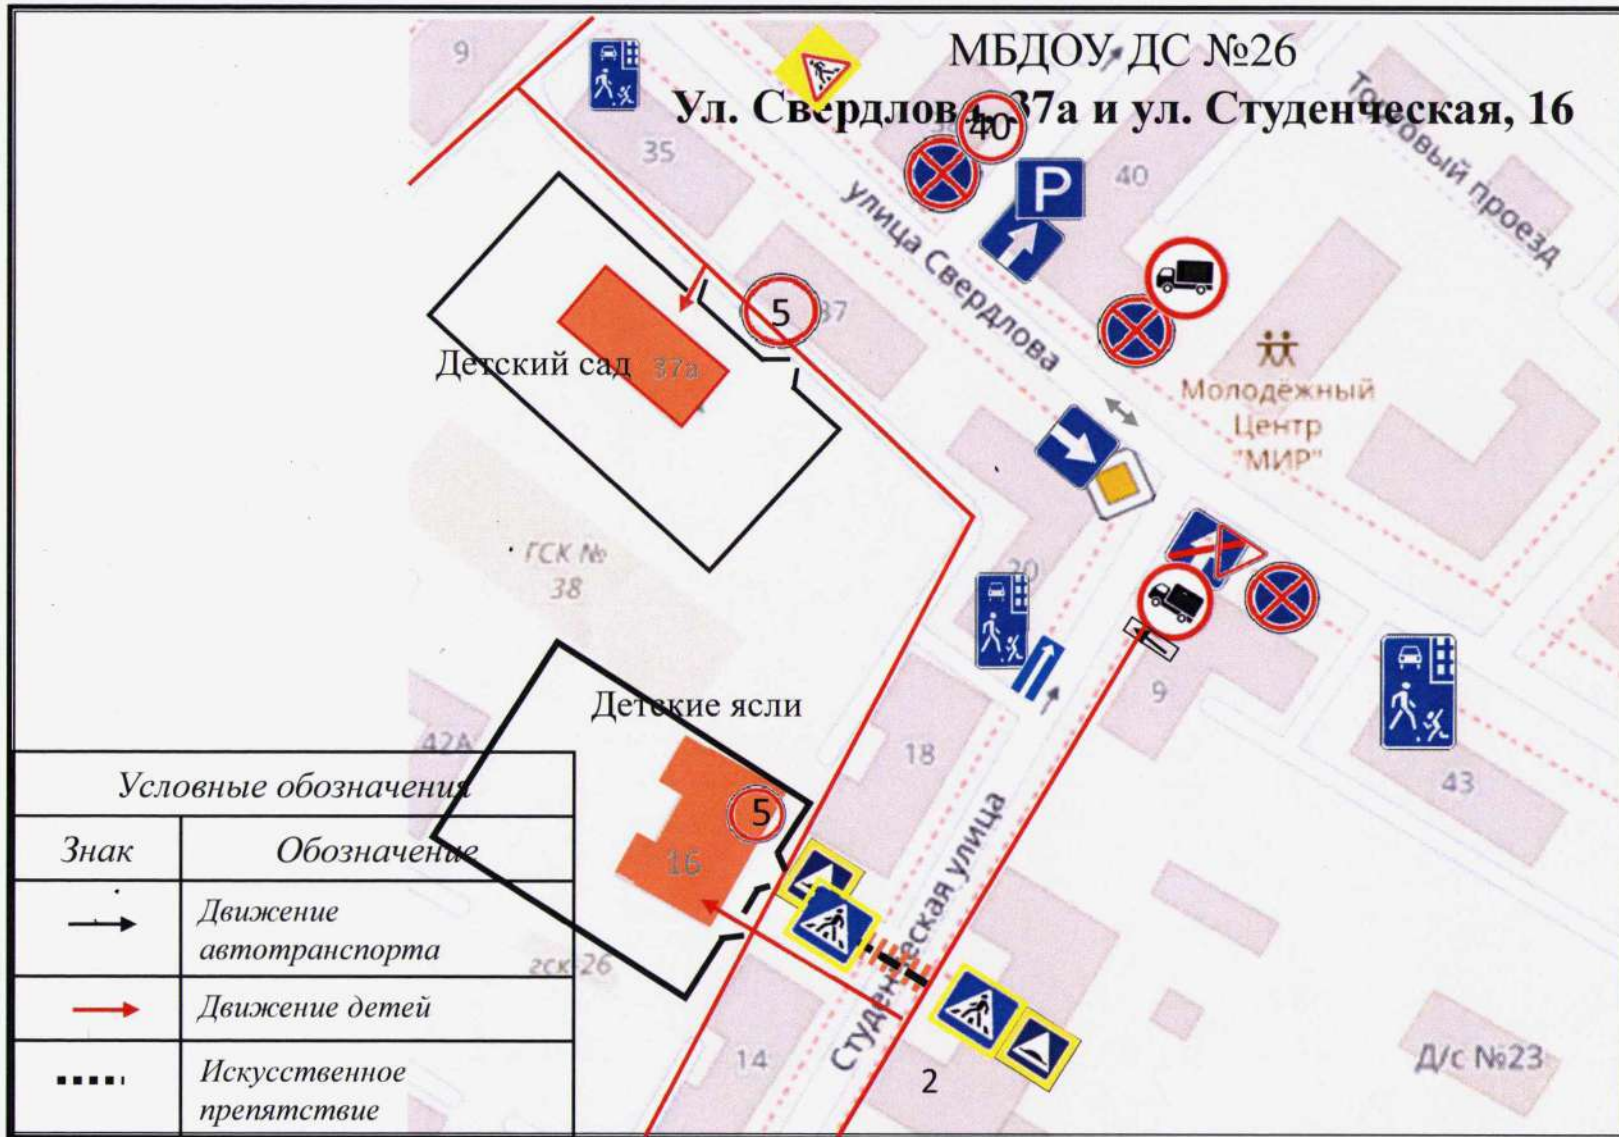 МБДОУ ДС №26
Ул. Свердлова, 37а и ул. Студенческая, 16
9
35
40
P
40
Торговый проезд
улица Свердлова
5
37
Детский сад
37а
Молодёжный
Центр
"МИР"
ГСК №
38
20
9
Детские ясли
42А
18
43
5
16
Студенческая улица
гск-26
14
2
Д/с №23
Условные обозначения
Знак
Обозначение
Движение
автотранспорта
Движение детей
Искусственное
препятствие